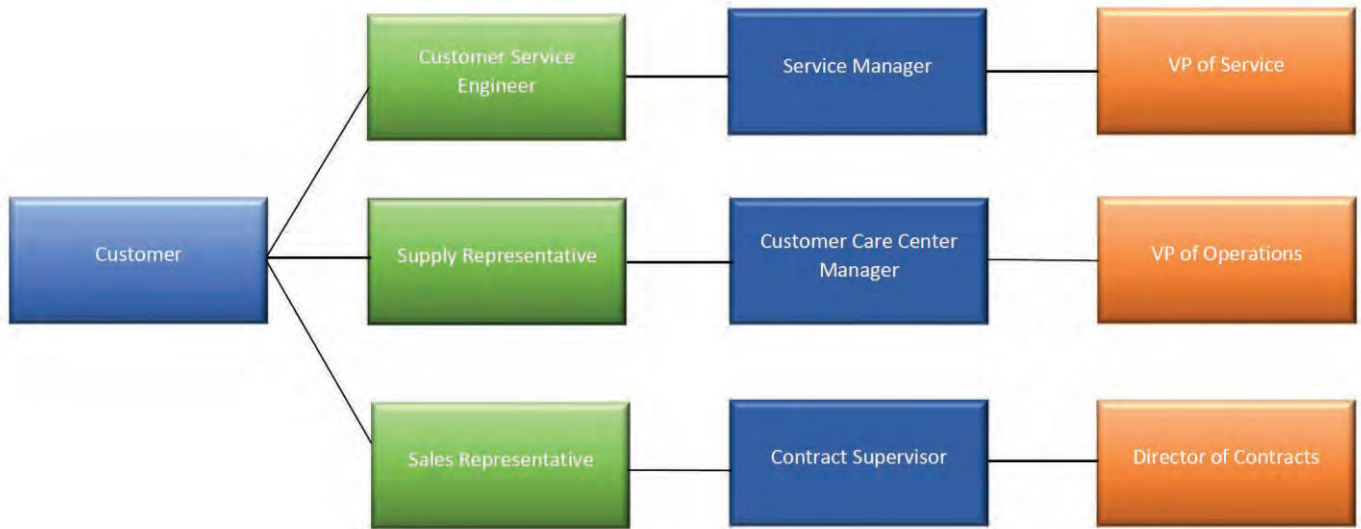 Customer Service
Engineer
Service Manager
VP of Service
Customer
Supply Representative
Customer Care Center
Manager
VP of Operations
Sales Representative
Contract Supervisor
Director of Contracts